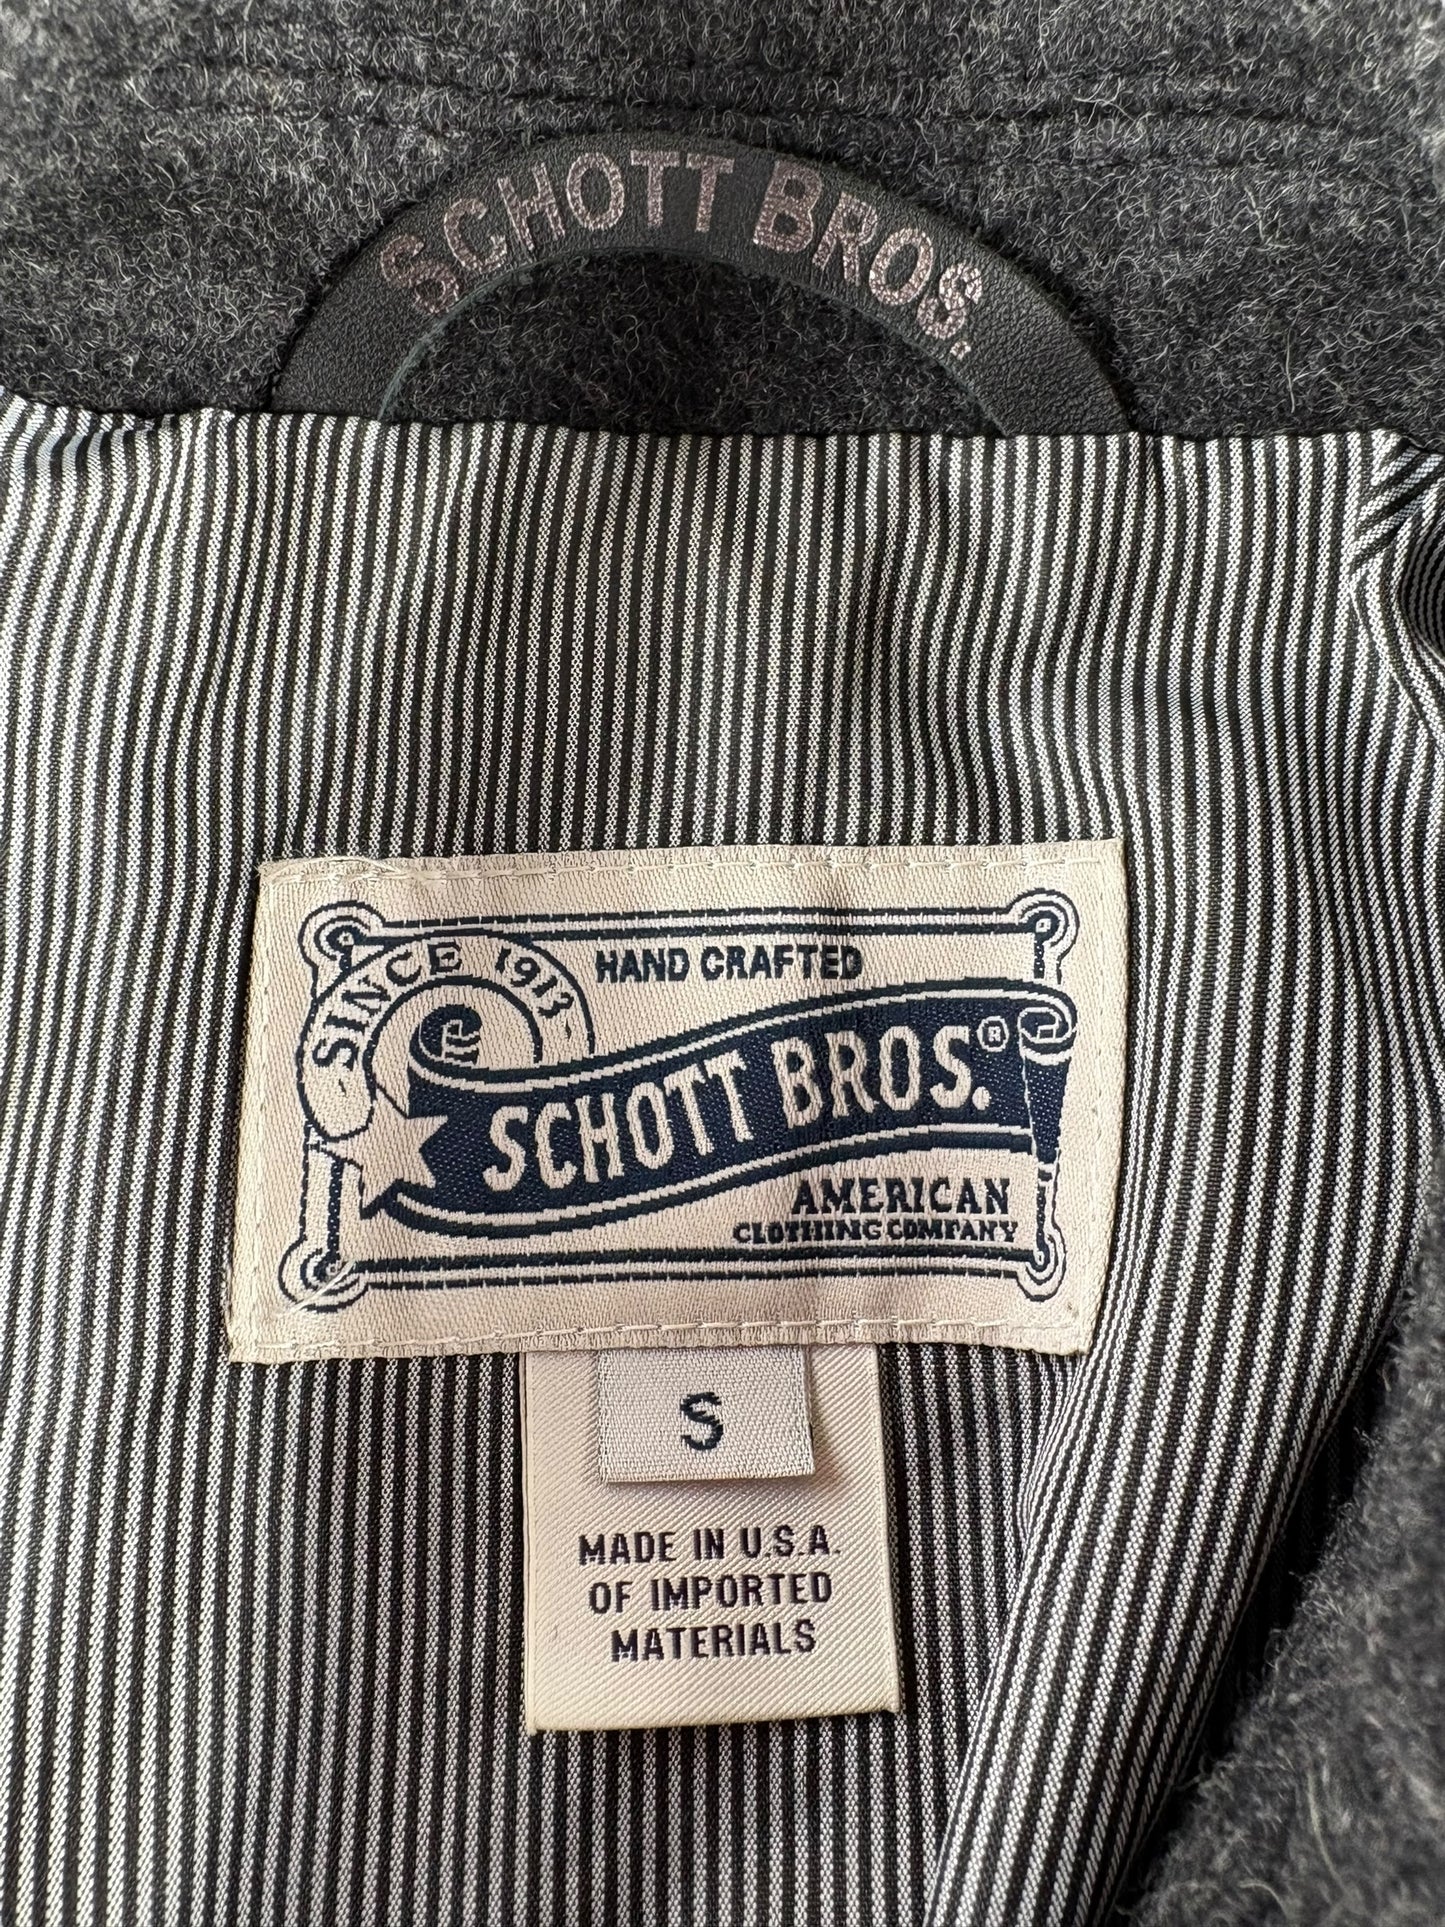 SCHOTT BROS.
HAND CRAFTED
SINCE 1913
SCHOTT BROS.®
AMERICAN
CLOTHING COMPANY
S
MADE IN U.S.A.
OF IMPORTED
MATERIALS